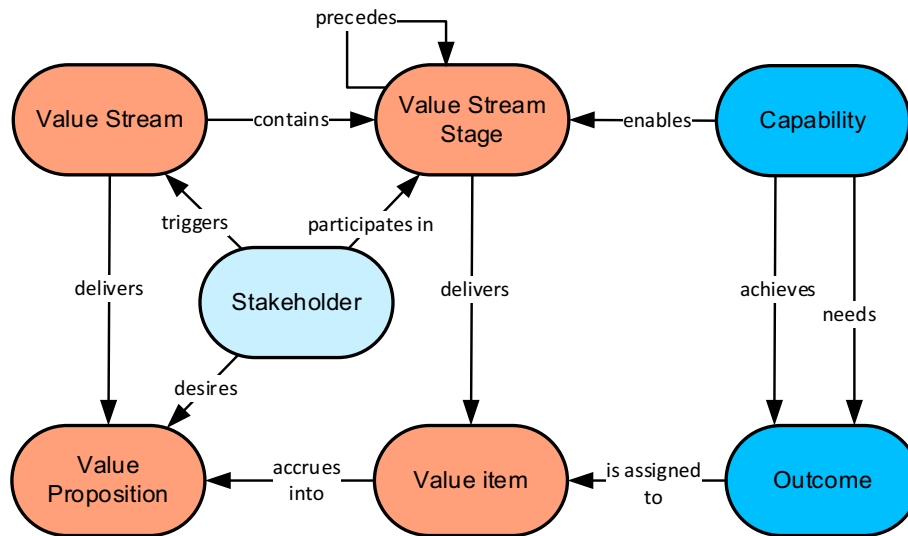 precedes
Value Stream
contains
Value Stream
Stage
enables
Capability
triggers
participates in
delivers
Stakeholder
delivers
achieves
needs
desires
Value
Proposition
accrues
into
Value item
is assigned
to
Outcome